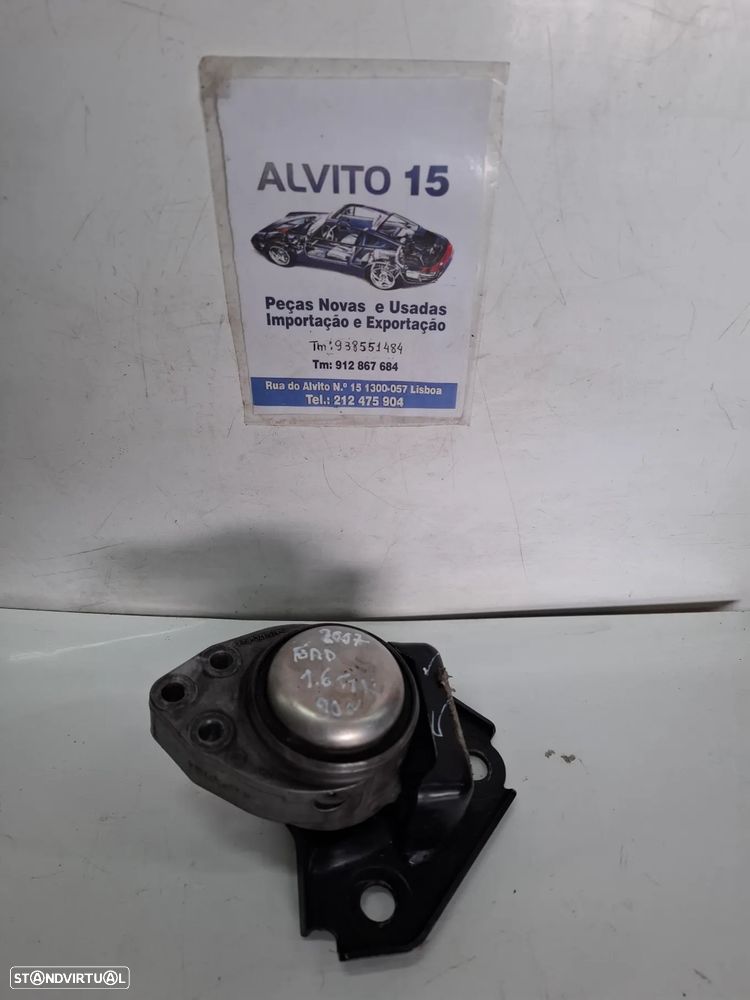 ALVITO 15
Peças Novas e Usadas
Importação e Exportação
Tm:938551484
Tm: 912 867 684
Rua do Alvito N.º 15 1300-057 Lisboa
Tel.: 212 475 904
2007
FORD
1.6
STANDVIRTUAL